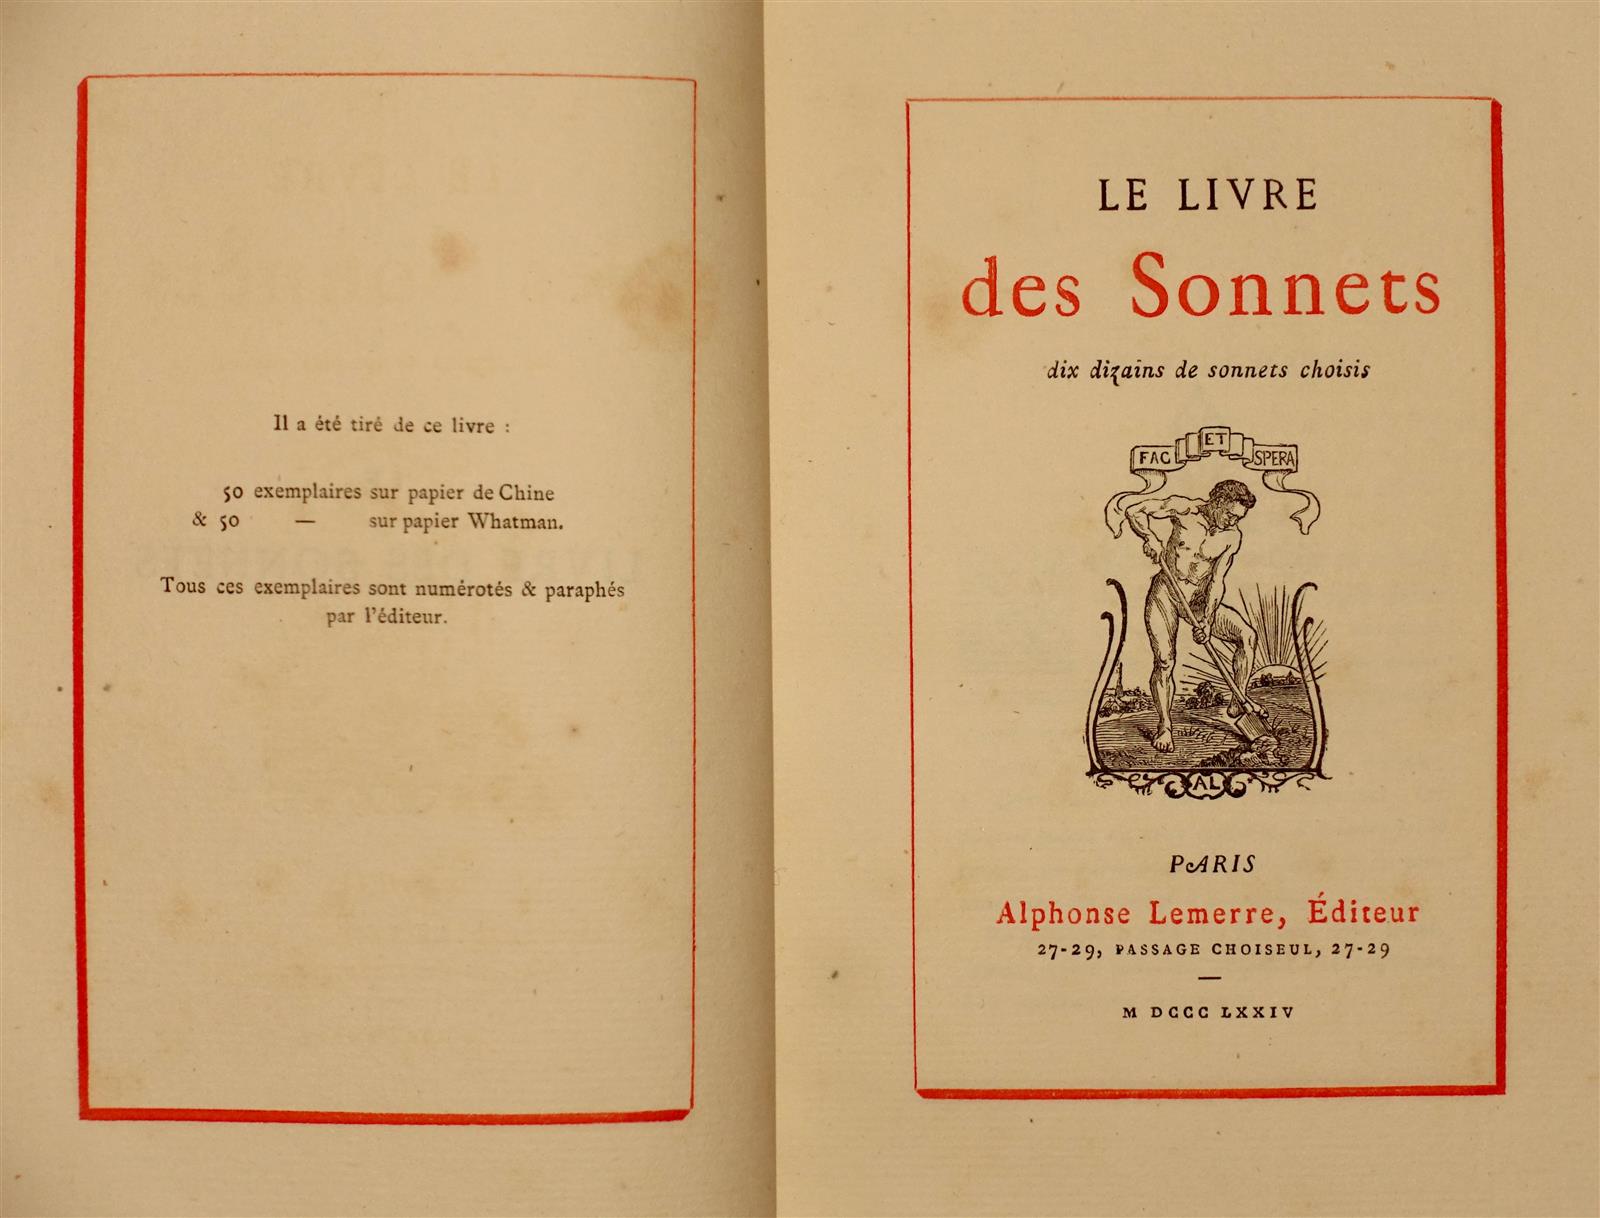 Il a été tiré de ce livre :
50 exemplaires sur papier de Chine
& 50 — sur papier Whatman.
Tous ces exemplaires sont numérotés & paraphés
par l'éditeur.
LE LIVRE
des Sonnets
dix dizains de sonnets choisis
FAC ET SPERA
AL
PARIS
Alphonse Lemerre, Éditeur
27-29, PASSAGE CHOISEUL, 27-29
—
M DCCC LXXIV